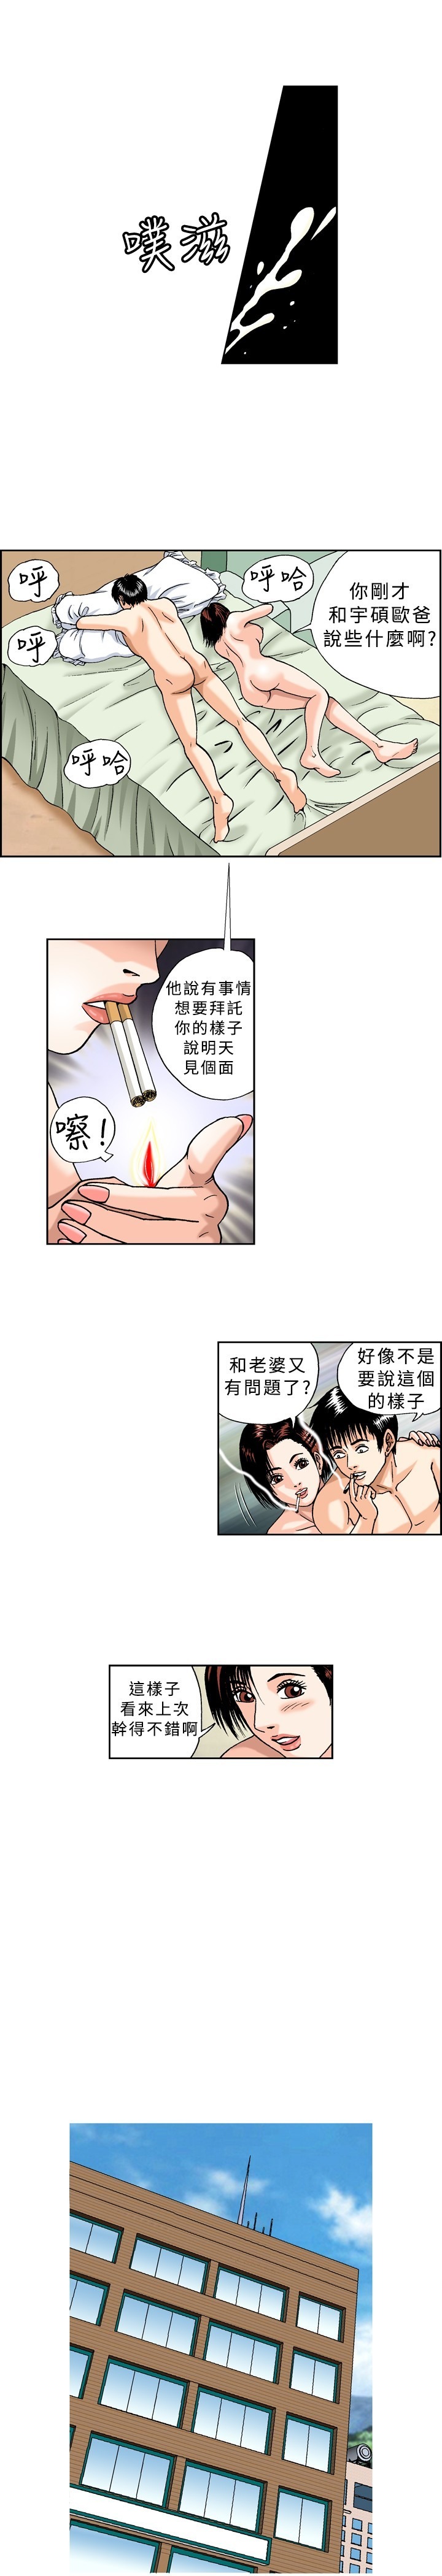 噗滋
呼
呼
呼哈
呼哈
你剛才
和宇碩歐爸
說些什麼啊?
他說有事情
想要拜託
你的樣子
說明天
見個面
嚓!
和老婆又
有問題了?
好像不是
要說這個
的樣子
這樣子
看來上次
幹得不錯啊